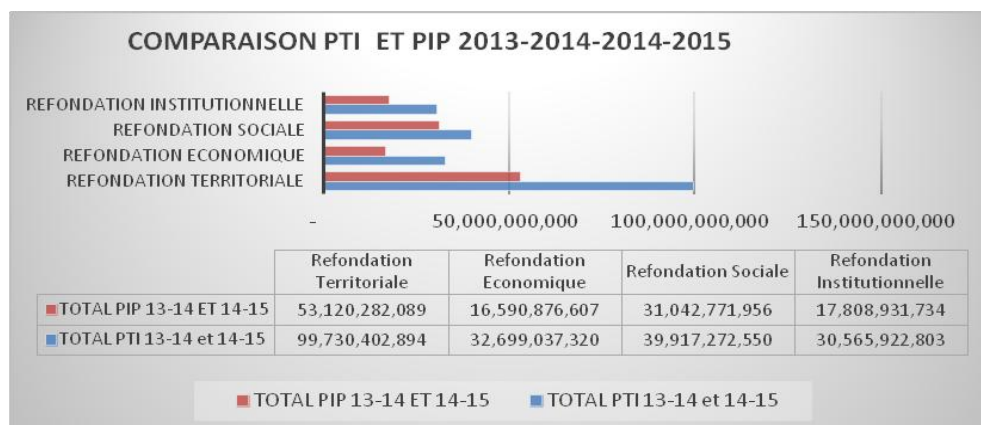 COMPARAISON PTI ET PIP 2013-2014-2014-2015
REFONDATION INSTITUTIONNELLE
REFONDATION SOCIALE
REFONDATION ECONOMIQUE
REFONDATION TERRITORIALE
- 50,000,000,000 100,000,000,000 150,000,000,000
Refondation Territoriale Refondation Economique Refondation Sociale Refondation Institutionnelle
TOTAL PIP 13-14 ET 14-15 53,120,282,089 16,590,876,607 31,042,771,956 17,808,931,734
TOTAL PTI 13-14 et 14-15 99,730,402,894 32,699,037,320 39,917,272,550 30,565,922,803
TOTAL PIP 13-14 ET 14-15 TOTAL PTI 13-14 et 14-15